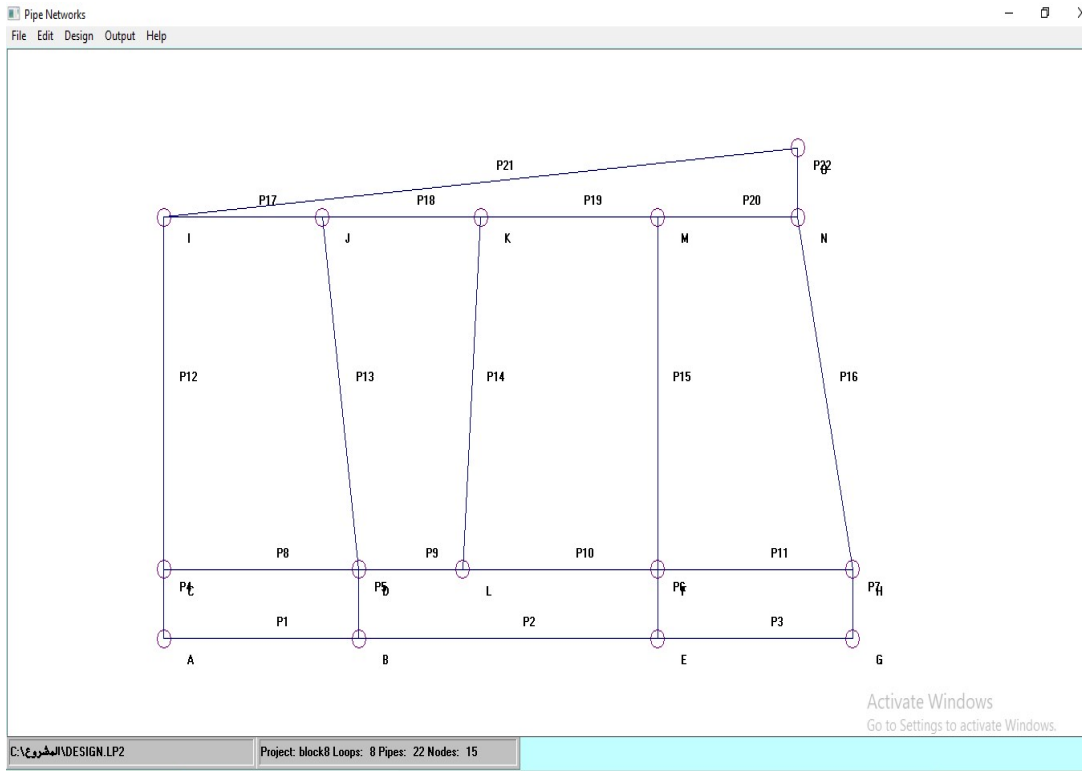 Pipe Networks
File Edit Design Output Help
P21
P22
P17 P18 P19 P20
I J K M N
P12 P13 P14 P15 P16
P8 P9 P10 P11
P4 P5 P6 P7
C D L F H
P1 P2 P3
A B E G
Activate Windows
Go to Settings to activate Windows.
C:\المشروع\DESIGN.LP2 Project: block8 Loops: 8 Pipes: 22 Nodes: 15